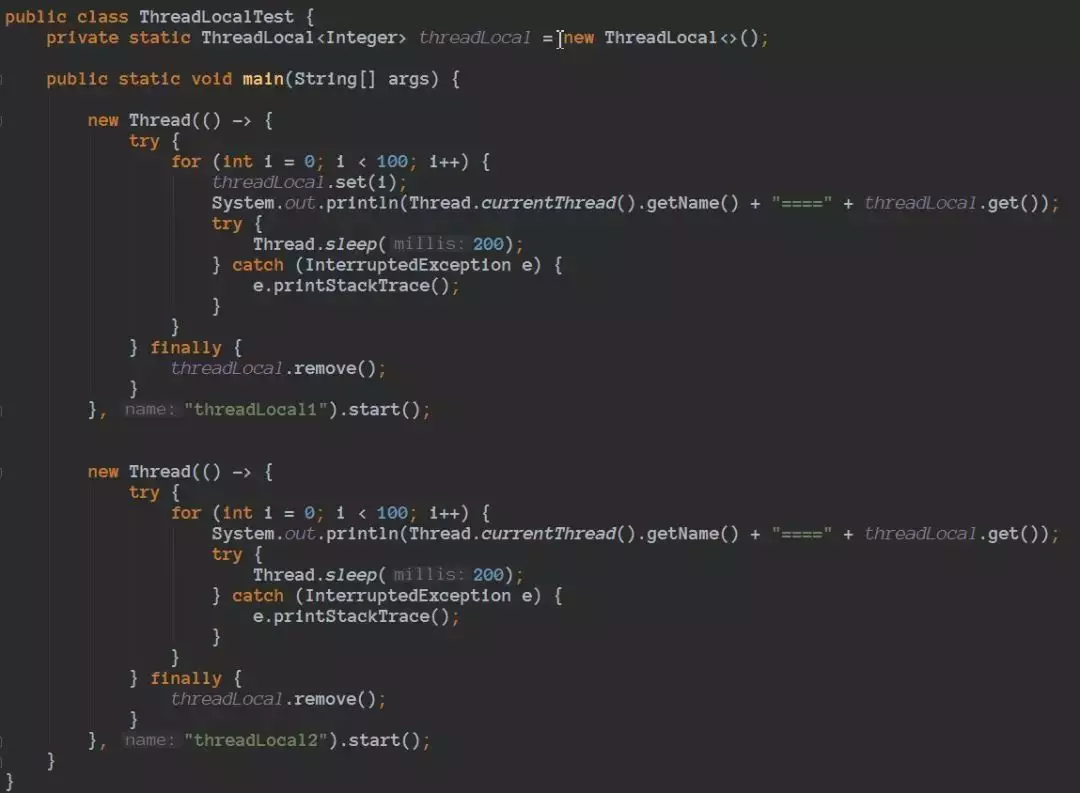 public class ThreadLocalTest {
    private static ThreadLocal<Integer> threadLocal = new ThreadLocal<>();
    public static void main(String[] args) {
        new Thread(() -> {
            try {
                for (int i = 0; i < 100; i++) {
                    threadLocal.set(i);
                    System.out.println(Thread.currentThread().getName() + "====" + threadLocal.get());
                    try {
                        Thread.sleep( millis: 200);
                    } catch (InterruptedException e) {
                        e.printStackTrace();
                    }
                }
            } finally {
                threadLocal.remove();
            }
        }, name: "threadLocal1").start();
        new Thread(() -> {
            try {
                for (int i = 0; i < 100; i++) {
                    System.out.println(Thread.currentThread().getName() + "====" + threadLocal.get());
                    try {
                        Thread.sleep( millis: 200);
                    } catch (InterruptedException e) {
                        e.printStackTrace();
                    }
                }
            } finally {
                threadLocal.remove();
            }
        }, name: "threadLocal2").start();
    }
}